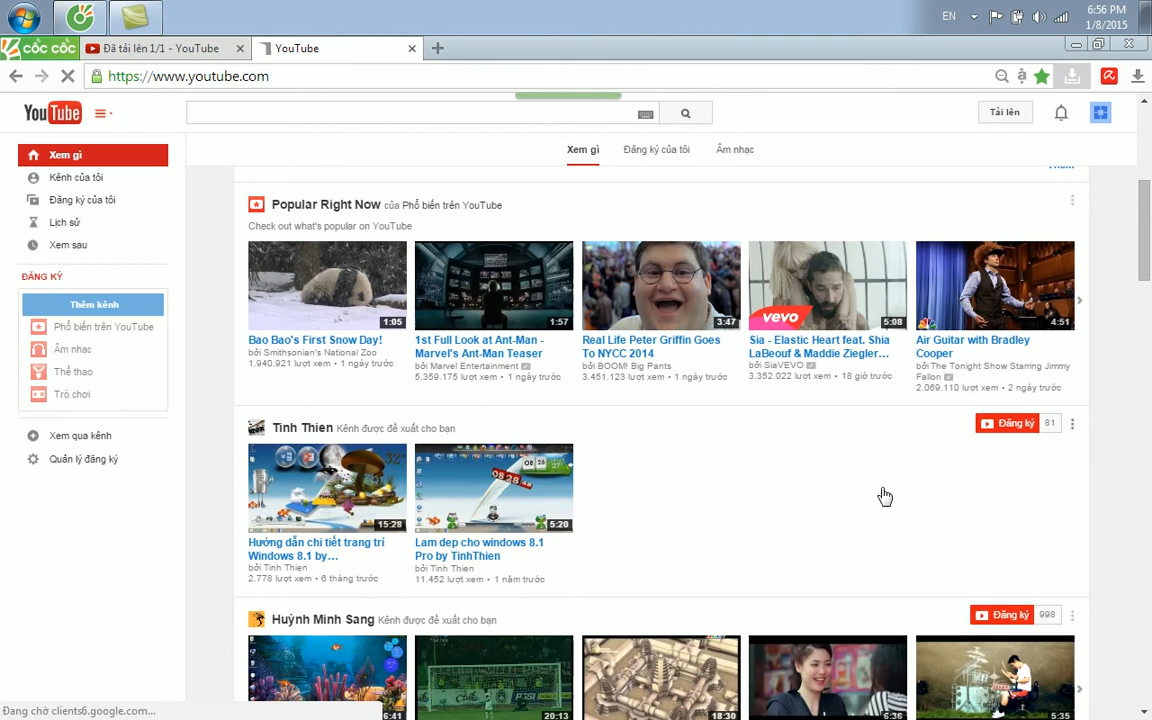 EN
6:56 PM
1/8/2015
CỐC CỐC
Đã tải lên 1/1 - YouTube
YouTube
https://www.youtube.com
YouTube
Tải lên
Xem gì
Đăng ký của tôi
Âm nhạc
Xem gì
Kênh của tôi
Đăng ký của tôi
Lịch sử
Xem sau
ĐĂNG KÝ
Thêm kênh
Phổ biến trên YouTube
Âm nhạc
Thể thao
Trò chơi
Xem qua kênh
Quản lý đăng ký
Popular Right Now của Phổ biến trên YouTube
Check out what's popular on YouTube
1:05
1:57
3:47
vevo
5:08
4:51
Bao Bao's First Snow Day!
bởi Smithsonian's National Zoo
1.940.921 lượt xem • 1 ngày trước
1st Full Look at Ant-Man -
Marvel's Ant-Man Teaser
bởi Marvel Entertainment
5.359.175 lượt xem • 1 ngày trước
Real Life Peter Griffin Goes
To NYCC 2014
bởi BOOM! Big Pants
3.451.123 lượt xem • 1 ngày trước
Sia - Elastic Heart feat. Shia
LaBeouf & Maddie Ziegler...
bởi SiaVEVO
3.352.022 lượt xem • 18 giờ trước
Air Guitar with Bradley
Cooper
bởi The Tonight Show Starring Jimmy
Fallon
2.069.110 lượt xem • 2 ngày trước
Tinh Thien Kênh được đề xuất cho bạn
Đăng ký 81
15:28
5:20
Hướng dẫn chi tiết trang trí
Windows 8.1 by...
bởi Tinh Thien
2.778 lượt xem • 6 tháng trước
Lam dep cho windows 8.1
Pro by TinhThien
bởi Tinh Thien
11.452 lượt xem • 1 năm trước
Huỳnh Minh Sang Kênh được đề xuất cho bạn
Đăng ký 998
6:41
20:13
18:30
6:36
5:35
Đang chờ clients6.google.com...